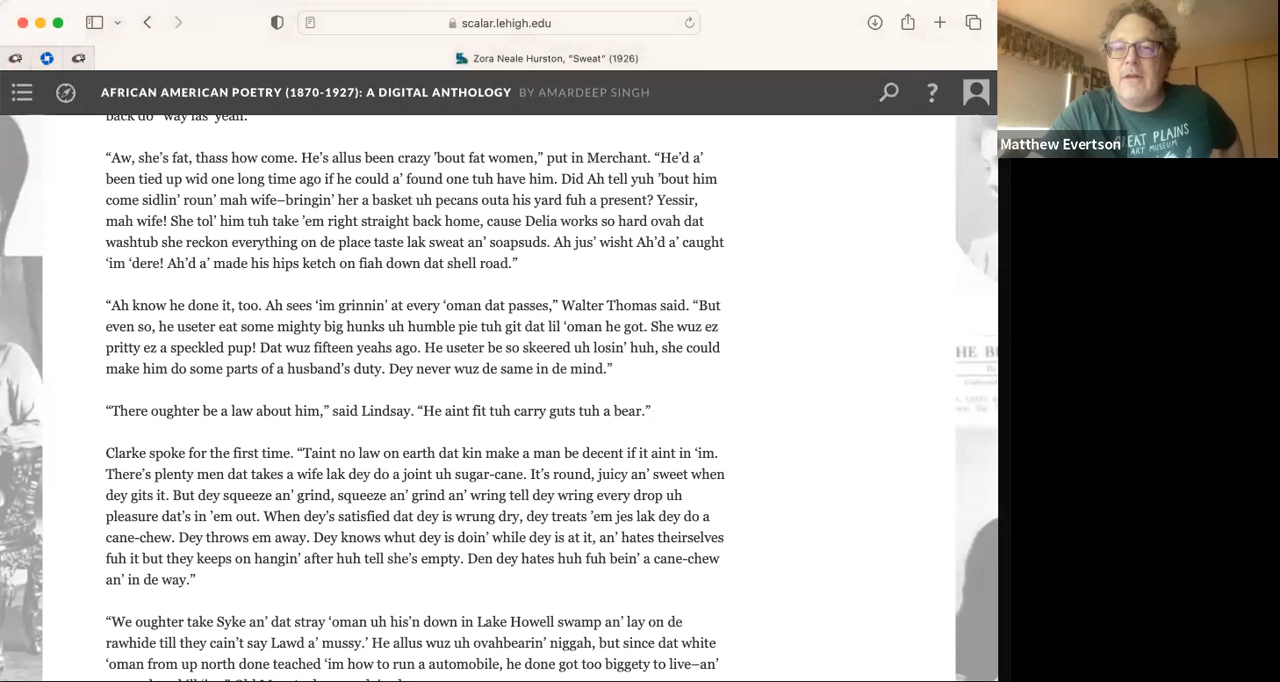 scalar.lehigh.edu
Zora Neale Hurston, "Sweat" (1926)
AFRICAN AMERICAN POETRY (1870-1927): A DIGITAL ANTHOLOGY BY AMARDEEP SINGH
back do' way las' yeah.”
“Aw, she’s fat, thass how come. He’s allus been crazy ’bout fat women,” put in Merchant. “He’d a’
been tied up wid one long time ago if he could a’ found one tuh have him. Did Ah tell yuh ’bout him
come sidlin’ roun’ mah wife–bringin’ her a basket uh pecans outa his yard fuh a present? Yessir,
mah wife! She tol’ him tuh take ’em right straight back home, cause Delia works so hard ovah dat
washtub she reckon everything on de place taste lak sweat an’ soapsuds. Ah jus’ wisht Ah’d a’ caught
‘im ‘dere! Ah’d a’ made his hips ketch on fiah down dat shell road.”
“Ah know he done it, too. Ah sees ‘im grinnin’ at every ‘oman dat passes,” Walter Thomas said. “But
even so, he useter eat some mighty big hunks uh humble pie tuh git dat lil ‘oman he got. She wuz ez
pritty ez a speckled pup! Dat wuz fifteen yeahs ago. He useter be so skeered uh losin’ huh, she could
make him do some parts of a husband’s duty. Dey never wuz de same in de mind.”
“There oughter be a law about him,” said Lindsay. “He aint fit tuh carry guts tuh a bear.”
Clarke spoke for the first time. “Taint no law on earth dat kin make a man be decent if it aint in ‘im.
There’s plenty men dat takes a wife lak dey do a joint uh sugar-cane. It’s round, juicy an’ sweet when
dey gits it. But dey squeeze an’ grind, squeeze an’ grind an’ wring tell dey wring every drop uh
pleasure dat’s in ’em out. When dey’s satisfied dat dey is wrung dry, dey treats ’em jes lak dey do a
cane-chew. Dey throws em away. Dey knows whut dey is doin’ while dey is at it, an’ hates theirselves
fuh it but they keeps on hangin’ after huh tell she’s empty. Den dey hates huh fuh bein’ a cane-chew
an’ in de way.”
“We oughter take Syke an’ dat stray ‘oman uh his’n down in Lake Howell swamp an’ lay on de
rawhide till they cain’t say Lawd a’ mussy.’ He allus wuz uh ovahbearin’ niggah, but since dat white
‘oman from up north done teached ‘im how to run a automobile, he done got too biggety to live–an’
HE B
EAT PLAINS
ART MUSEUM
Matthew Evertson